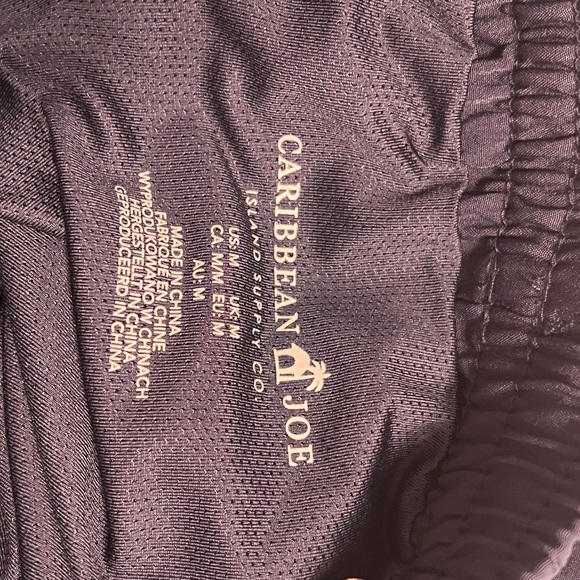 CARIBBEAN JOE
ISLAND SUPPLY CO.
US: M UK: M
CA: MM EU: M
AU: M
MADE IN CHINA
FABRIQUÉ EN CHINE
WYPRODUKOWANO W CHINACH
HERGESTELLT IN CHINA
GEPRODUCEERD IN CHINA